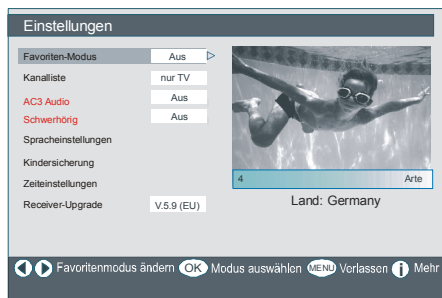 Einstellungen
Favoriten-Modus Aus
Kanalliste nur TV
AC3 Audio Aus
Schwerhörig Aus
Spracheinstellungen
Kindersicherung
Zeiteinstellungen
Receiver-Upgrade V.5.9 (EU)
4 Arte
Land: Germany
Favoritenmodus ändern OK Modus auswählen MENU Verlassen i Mehr